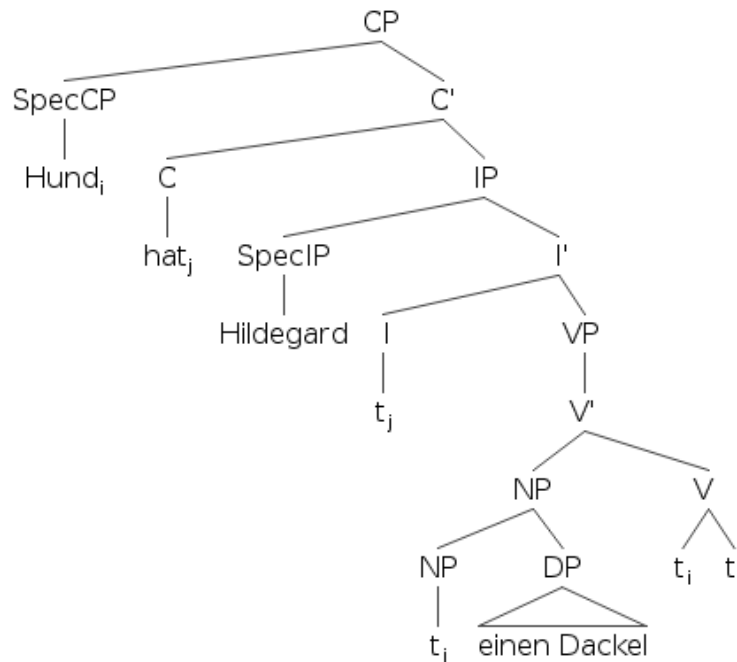 CP
SpecCP C'
Hundᵢ C IP
hatⱼ SpecIP I'
Hildegard I VP
tⱼ V'
NP V
NP DP tᵢ t
tᵢ einen Dackel